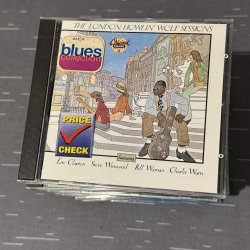 THE LONDON HOWLIN' WOLF SESSIONS
MCA
blues
collection
CHESS
PRICE
CHECK
Featuring
Eric Clapton Steve Winwood Bill Wyman Charlie Watts